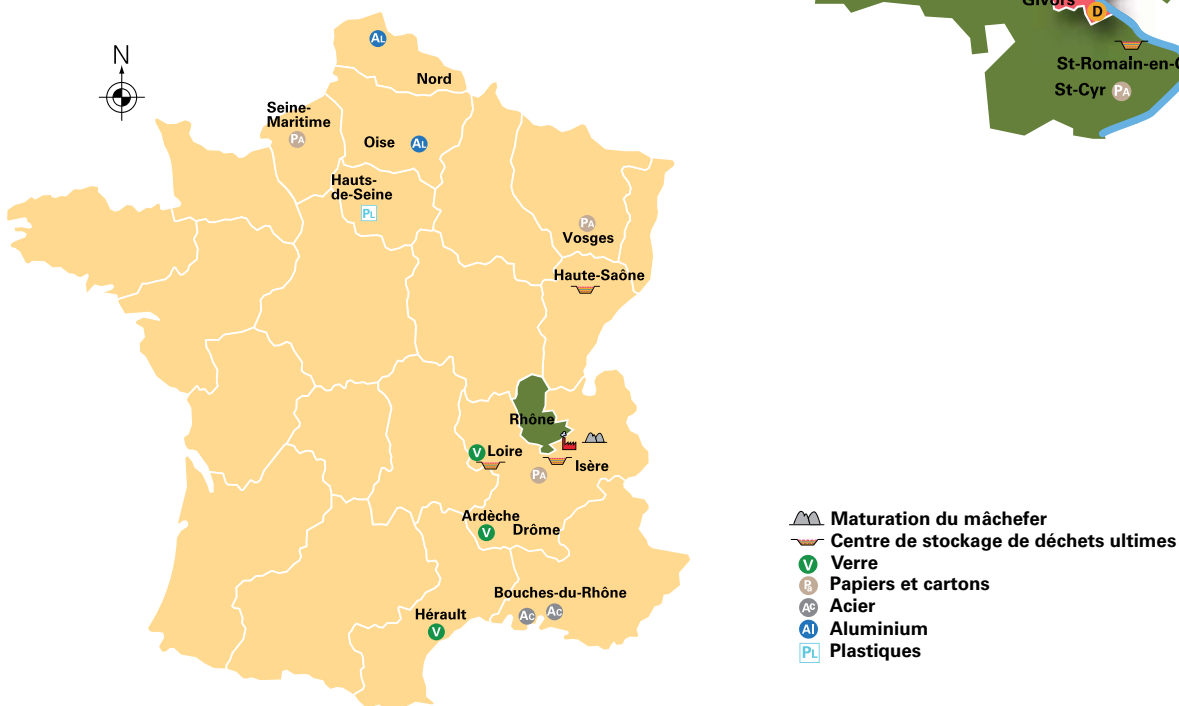 Givors
D
St-Romain-en-
St-Cyr PA
N
AL
Nord
Seine-
Maritime
PA
Oise AL
Hauts-
de-Seine
PL
PA
Vosges
Haute-Saône
Rhône
V Loire
Isère
PA
Ardèche
V Drôme
Bouches-du-Rhône
Ac Ac
Hérault
V
Maturation du mâchefer
Centre de stockage de déchets ultimes
V Verre
Papiers et cartons
Ac Acier
Al Aluminium
PL Plastiques